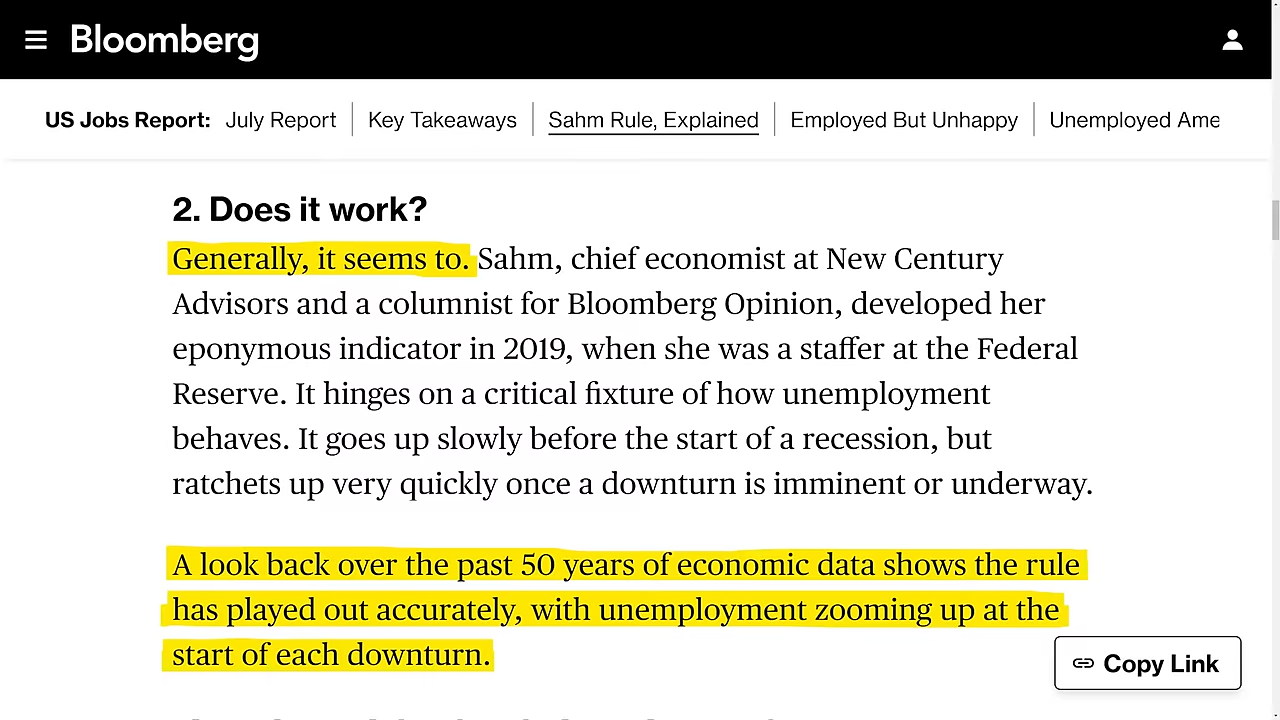 Bloomberg
US Jobs Report: July Report Key Takeaways Sahm Rule, Explained Employed But Unhappy Unemployed Ame
2. Does it work?
Generally, it seems to. Sahm, chief economist at New Century
Advisors and a columnist for Bloomberg Opinion, developed her
eponymous indicator in 2019, when she was a staffer at the Federal
Reserve. It hinges on a critical fixture of how unemployment
behaves. It goes up slowly before the start of a recession, but
ratchets up very quickly once a downturn is imminent or underway.
A look back over the past 50 years of economic data shows the rule
has played out accurately, with unemployment zooming up at the
start of each downturn.
Copy Link